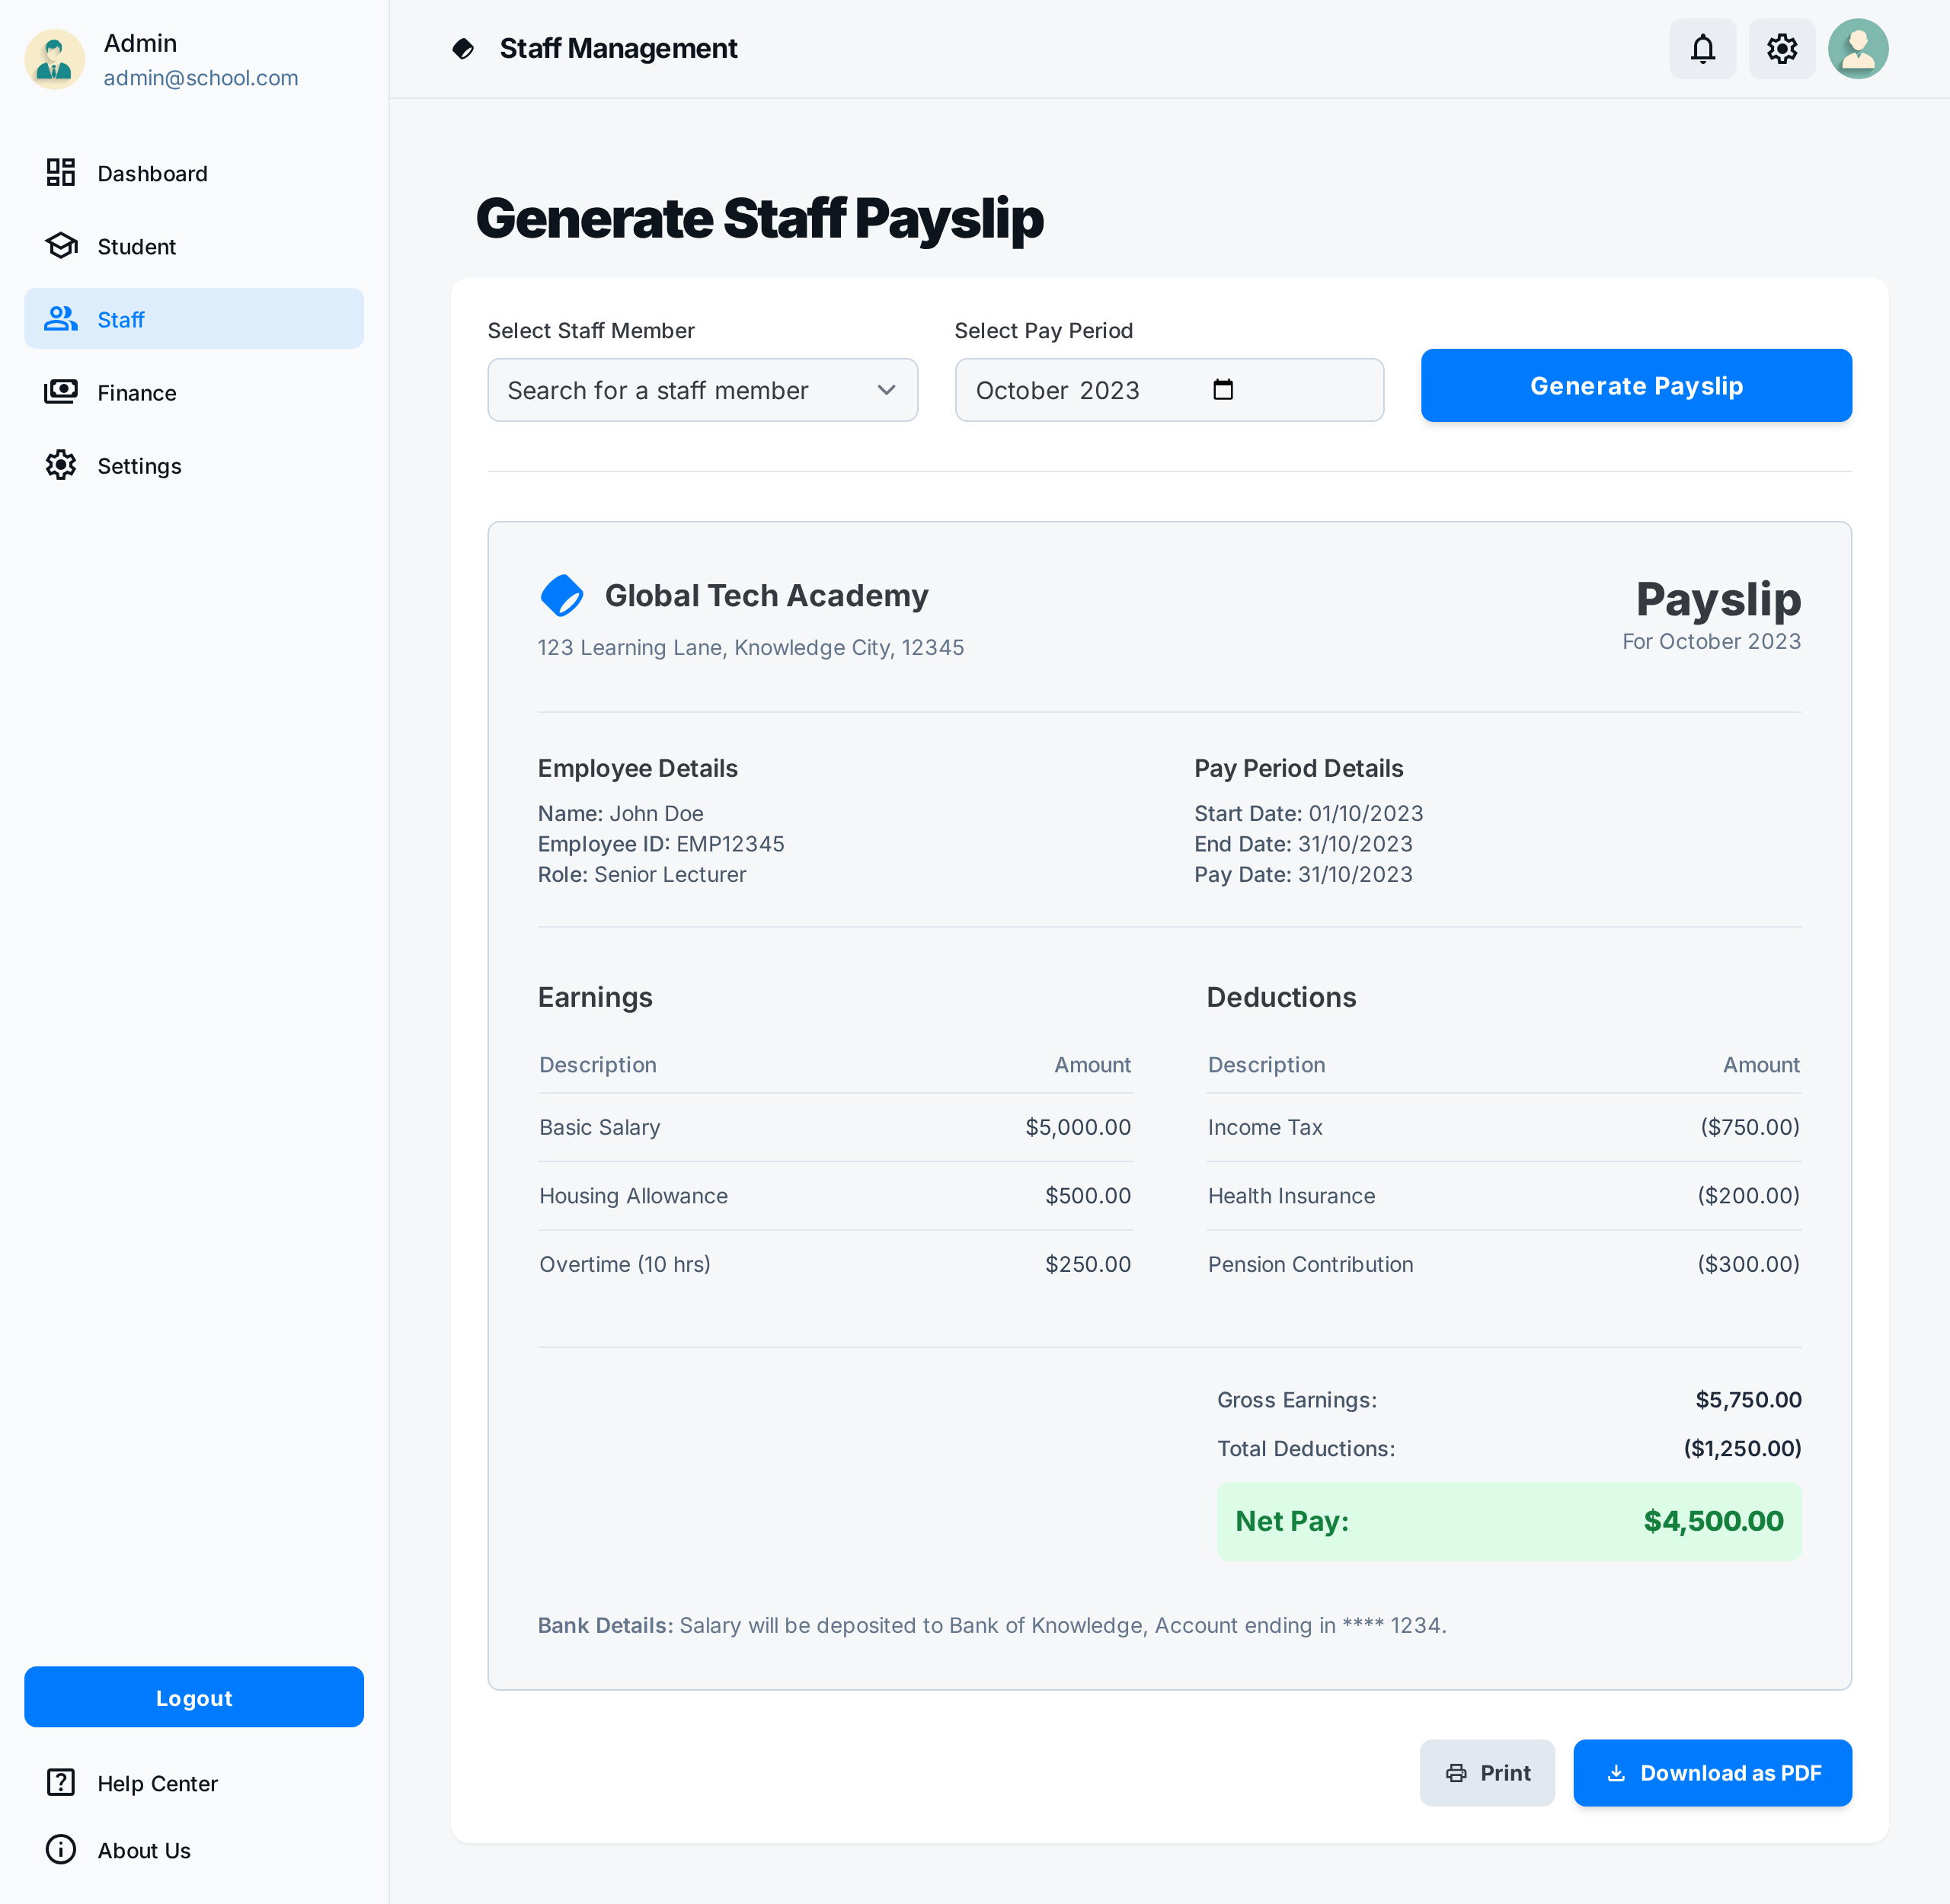 Admin
admin@school.com
Dashboard
Student
Staff
Finance
Settings
Logout
Help Center
About Us
Staff Management
Generate Staff Payslip
Select Staff Member
Search for a staff member
Select Pay Period
October 2023
Generate Payslip
Global Tech Academy
123 Learning Lane, Knowledge City, 12345
Payslip
For October 2023
Employee Details
Name: John Doe
Employee ID: EMP12345
Role: Senior Lecturer
Pay Period Details
Start Date: 01/10/2023
End Date: 31/10/2023
Pay Date: 31/10/2023
Earnings
Description Amount
Basic Salary $5,000.00
Housing Allowance $500.00
Overtime (10 hrs) $250.00
Deductions
Description Amount
Income Tax ($750.00)
Health Insurance ($200.00)
Pension Contribution ($300.00)
Gross Earnings: $5,750.00
Total Deductions: ($1,250.00)
Net Pay: $4,500.00
Bank Details: Salary will be deposited to Bank of Knowledge, Account ending in **** 1234.
Print
Download as PDF